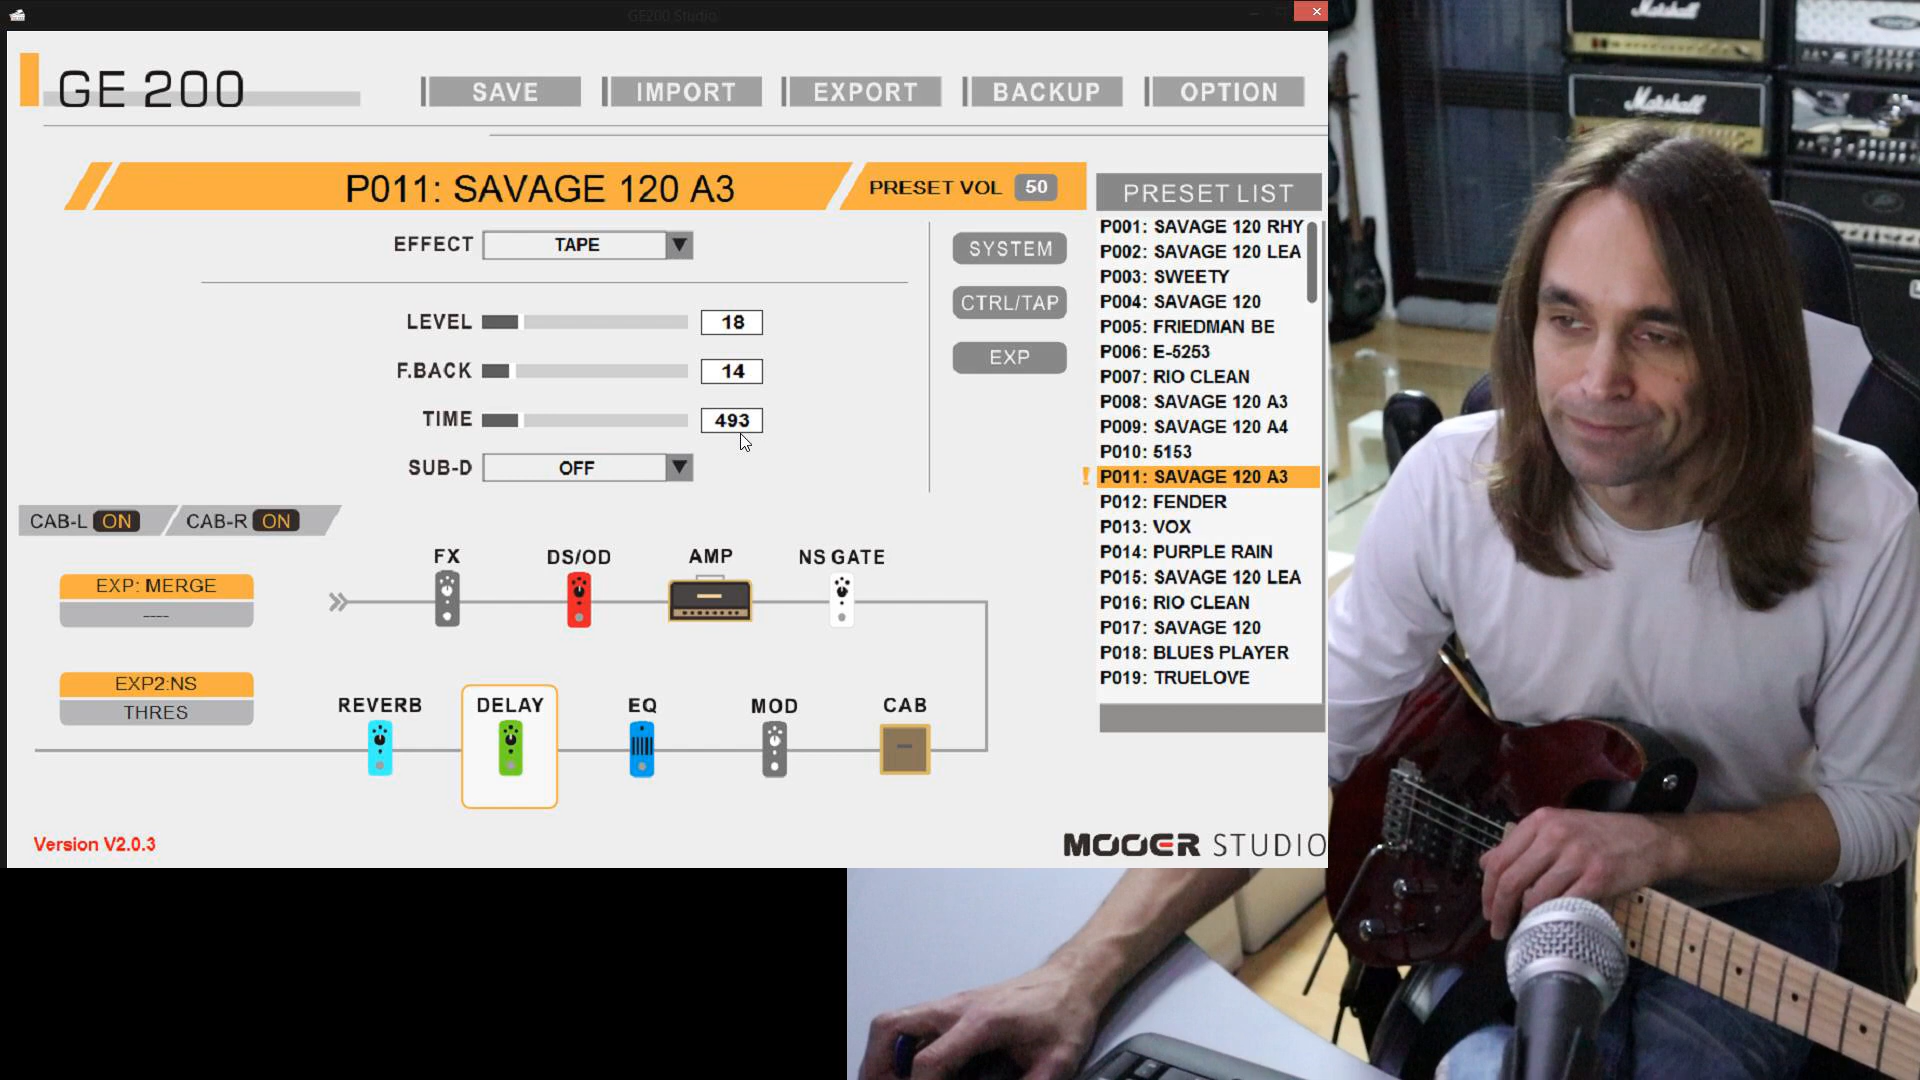 GE200 Studio
GE 200
SAVE
IMPORT
EXPORT
BACKUP
OPTION
P011: SAVAGE 120 A3
PRESET VOL 50
EFFECT TAPE
LEVEL 18
F.BACK 14
TIME 493
SUB-D OFF
SYSTEM
CTRL/TAP
EXP
PRESET LIST
P001: SAVAGE 120 RHY
P002: SAVAGE 120 LEA
P003: SWEETY
P004: SAVAGE 120
P005: FRIEDMAN BE
P006: E-5253
P007: RIO CLEAN
P008: SAVAGE 120 A3
P009: SAVAGE 120 A4
P010: 5153
! P011: SAVAGE 120 A3
P012: FENDER
P013: VOX
P014: PURPLE RAIN
P015: SAVAGE 120 LEA
P016: RIO CLEAN
P017: SAVAGE 120
P018: BLUES PLAYER
P019: TRUELOVE
CAB-L ON CAB-R ON
EXP: MERGE
----
EXP2:NS
THRES
FX
DS/OD
AMP
NS GATE
REVERB
DELAY
EQ
MOD
CAB
Version V2.0.3
MOOER STUDIO
Marshall
Marshall